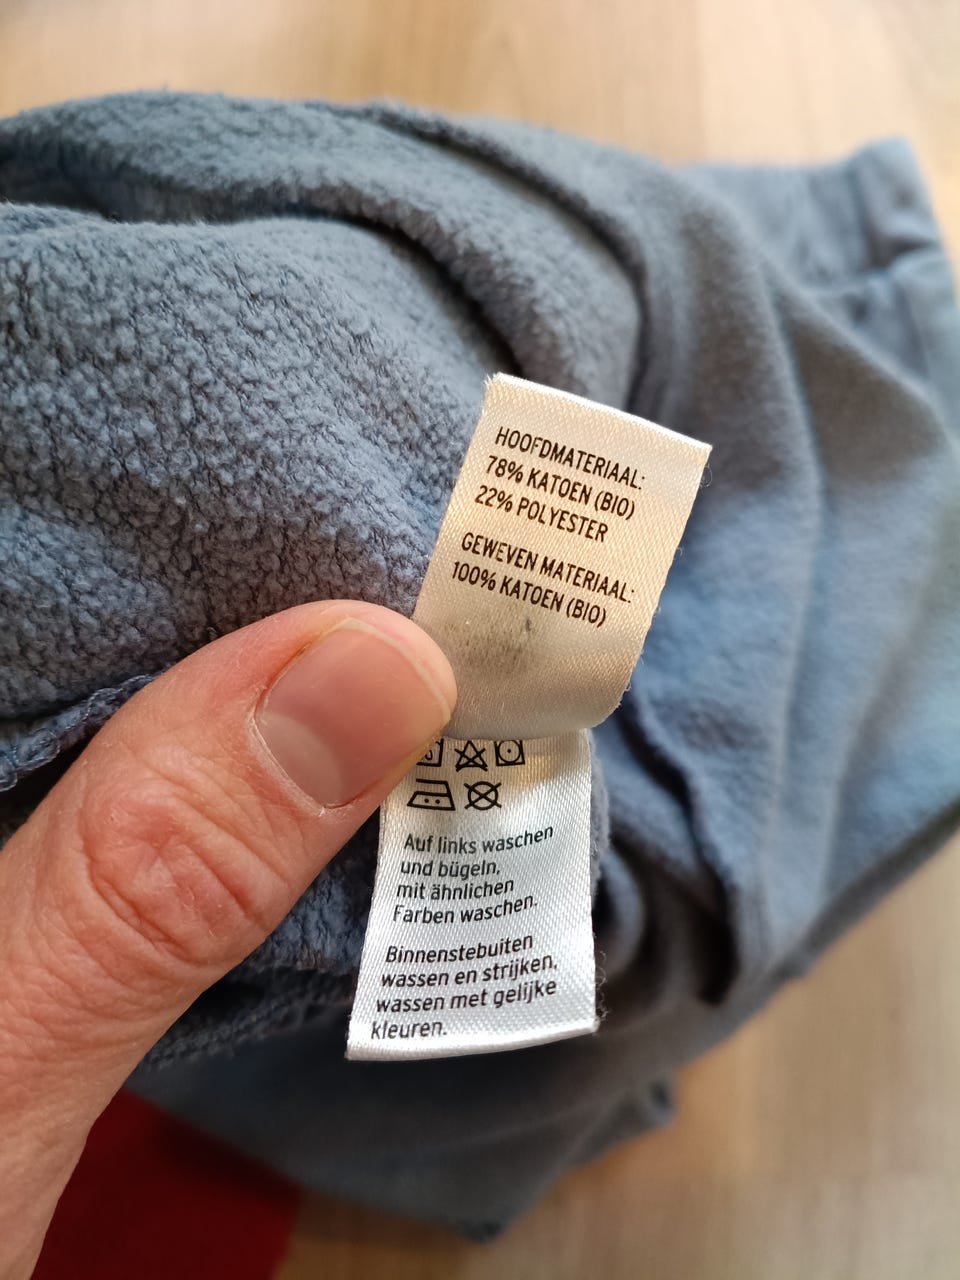 HOOFDMATERIAAL:
78% KATOEN (BIO)
22% POLYESTER
GEWEVEN MATERIAAL:
100% KATOEN (BIO)
Auf links waschen
und bügeln,
mit ähnlichen
Farben waschen.
Binnenstebuiten
wassen en strijken,
wassen met gelijke
kleuren.